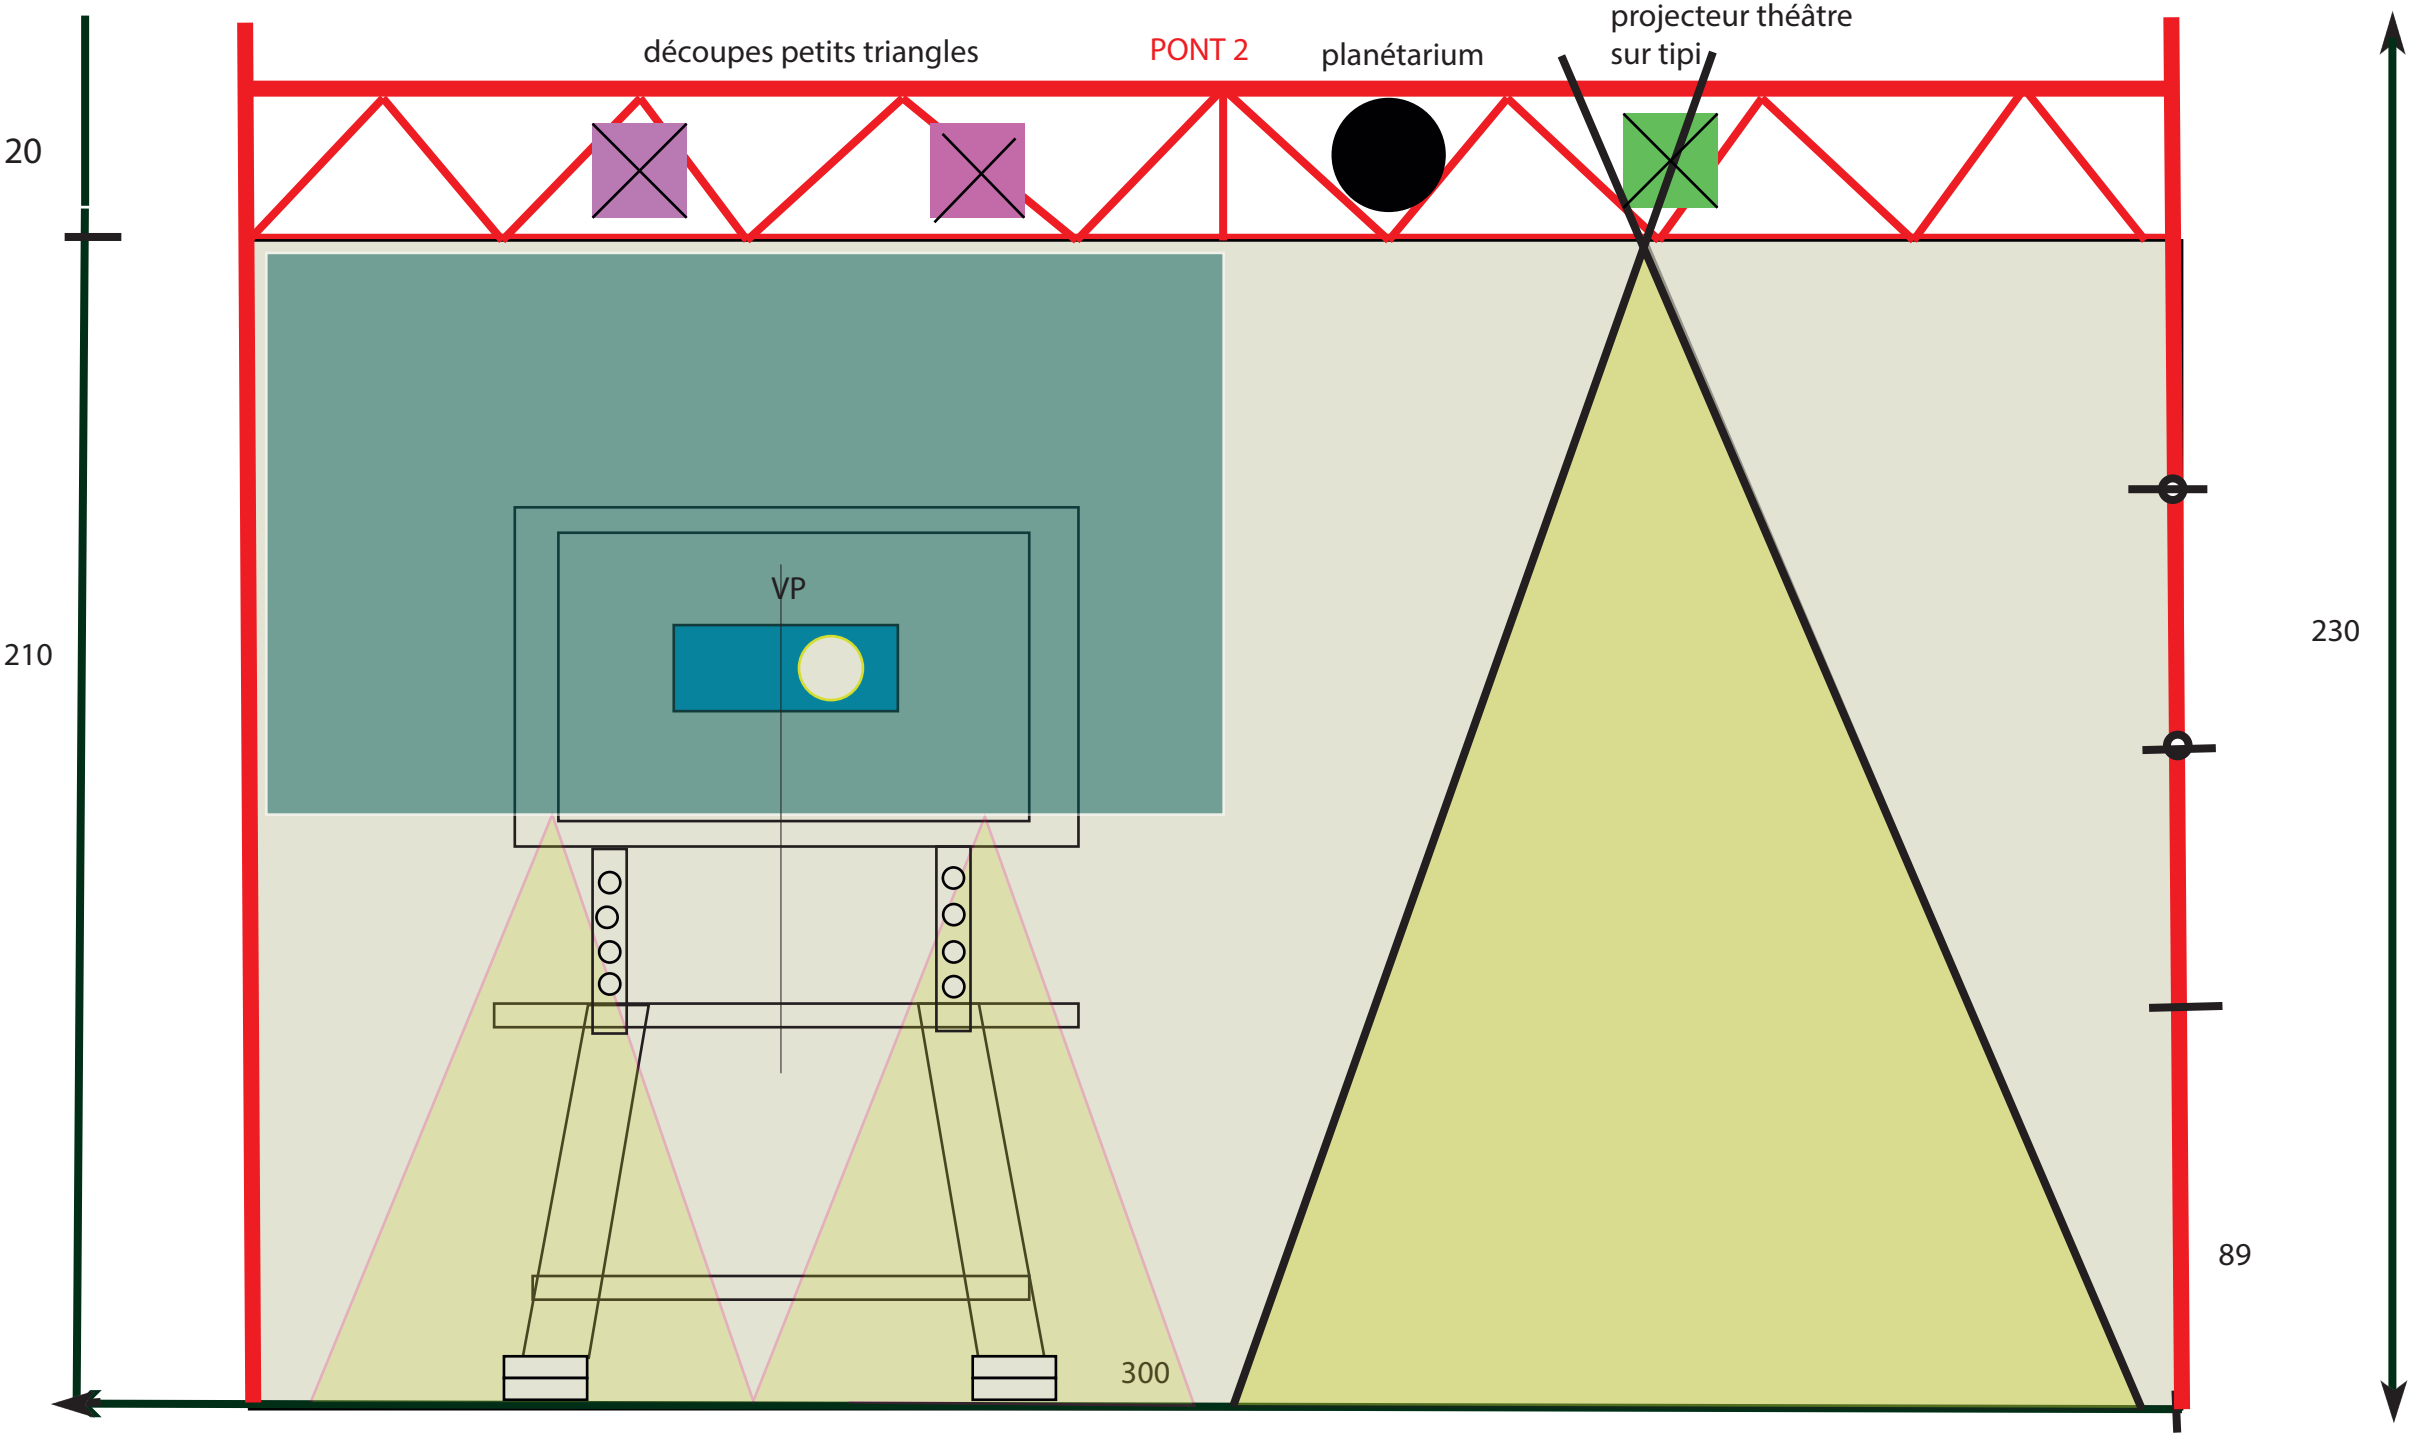 projecteur théâtre
sur tipi
découpes petits triangles
PONT 2
planétarium
20
VP
210
230
89
300